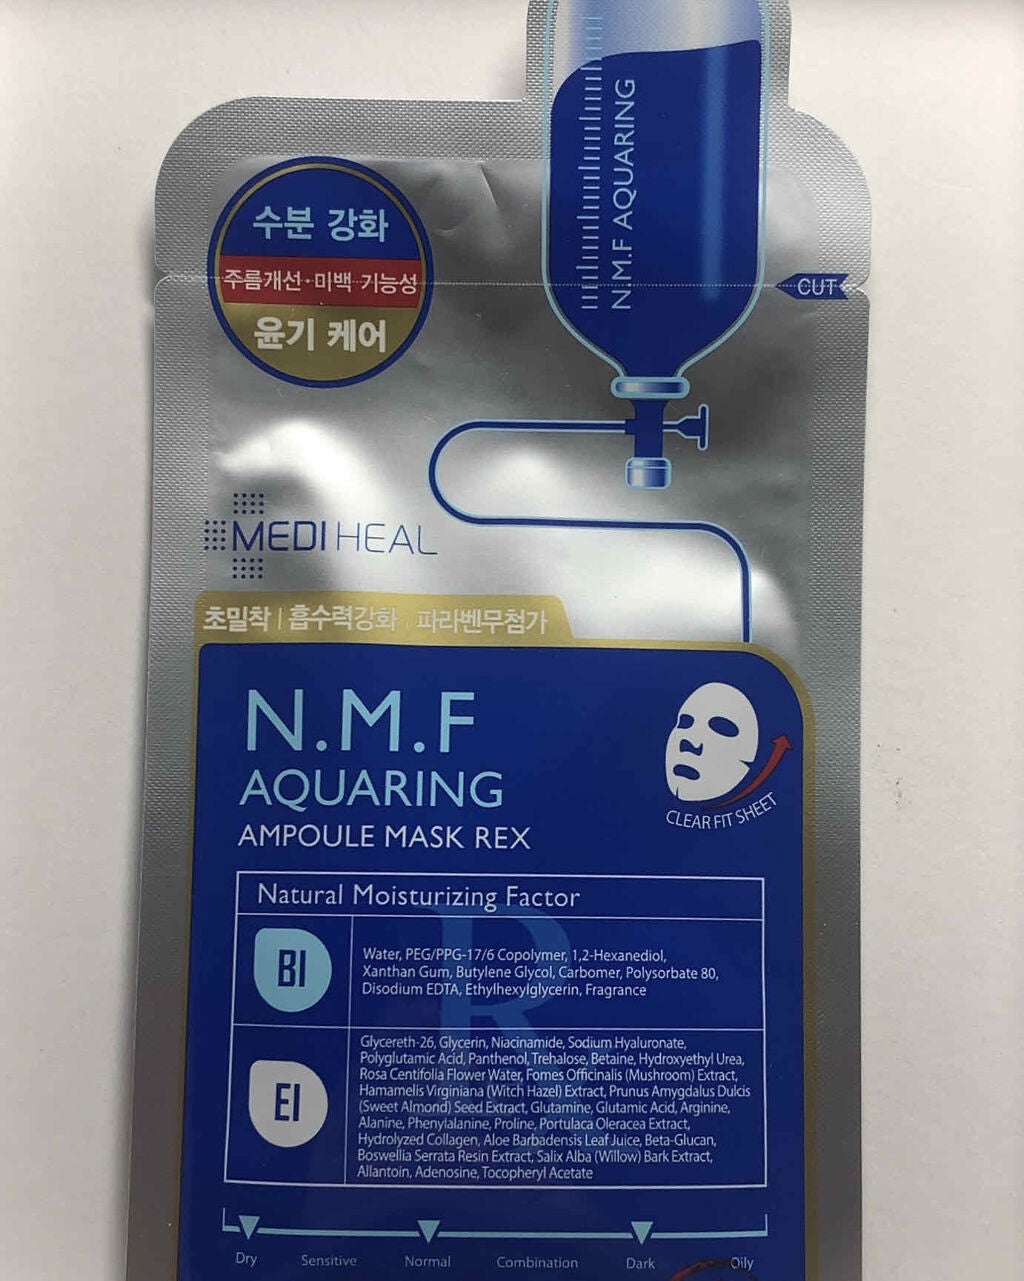 N.M.F AQUARING
수분 강화
주름개선·미백 기능성
윤기 케어
CUT
MEDIHEAL
초밀착 | 흡수력강화 | 파라벤무첨가
N.M.F
AQUARING
AMPOULE MASK REX
CLEAR FIT SHEET
Natural Moisturizing Factor
BI
Water, PEG/PPG-17/6 Copolymer, 1,2-Hexanediol,
Xanthan Gum, Butylene Glycol, Carbomer, Polysorbate 80,
Disodium EDTA, Ethylhexylglycerin, Fragrance
EI
Glycereth-26, Glycerin, Niacinamide, Sodium Hyaluronate,
Polyglutamic Acid, Panthenol, Trehalose, Betaine, Hydroxyethyl Urea,
Rosa Centifolia Flower Water, Fomes Officinalis (Mushroom) Extract,
Hamamelis Virginiana (Witch Hazel) Extract, Prunus Amygdalus Dulcis
(Sweet Almond) Seed Extract, Glutamine, Glutamic Acid, Arginine,
Alanine, Phenylalanine, Proline, Portulaca Oleracea Extract,
Hydrolyzed Collagen, Aloe Barbadensis Leaf Juice, Beta-Glucan,
Boswellia Serrata Resin Extract, Salix Alba (Willow) Bark Extract,
Allantoin, Adenosine, Tocopheryl Acetate
R
Dry Sensitive Normal Combination Dark Oily